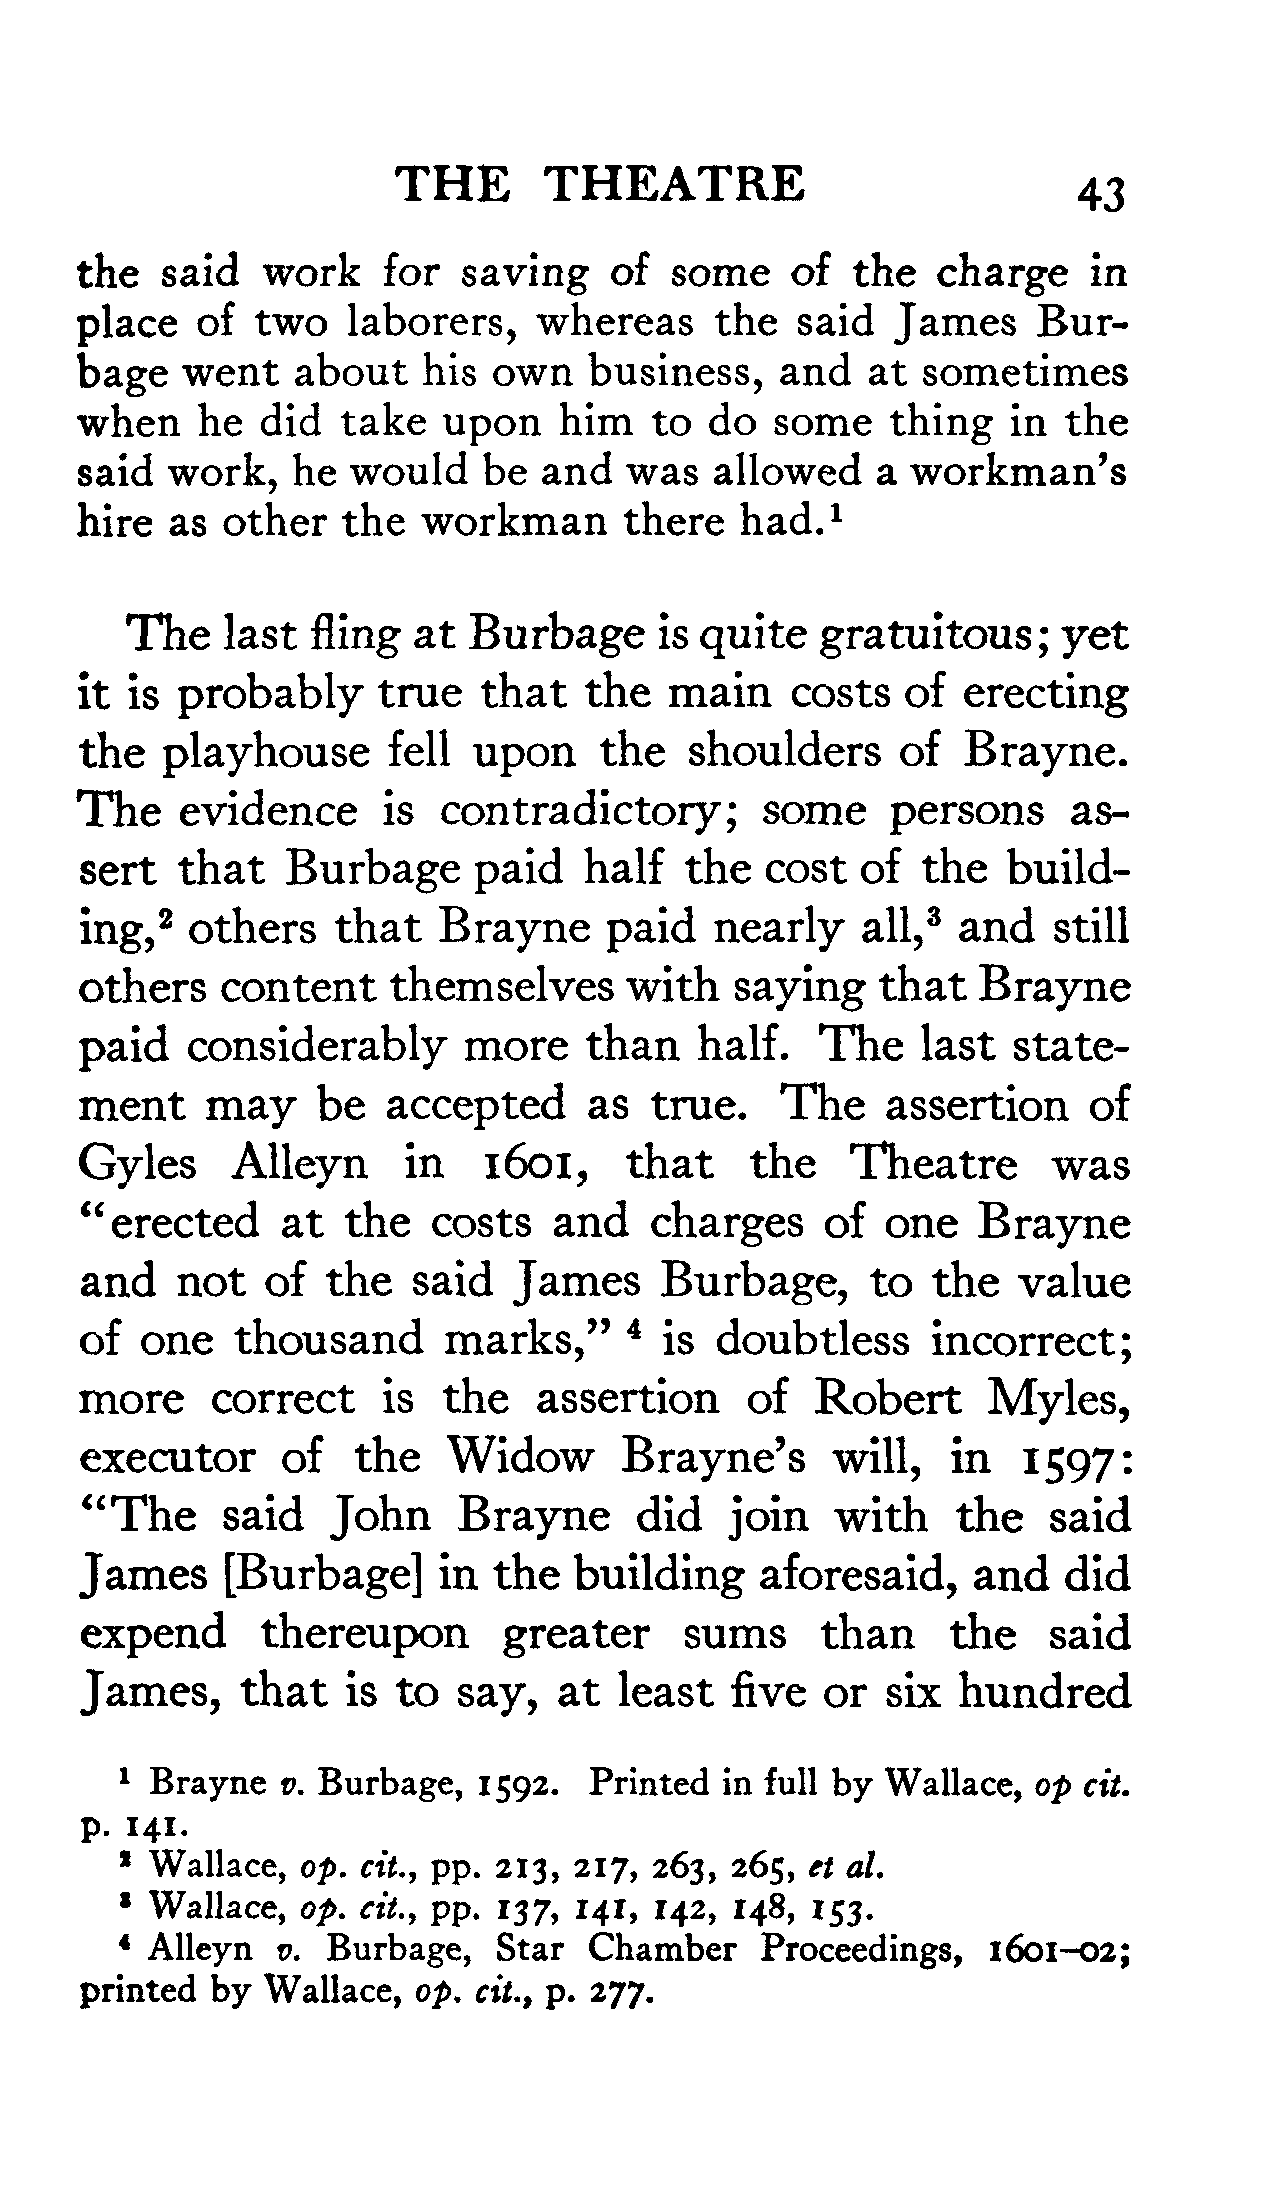 THE THEATRE 43
the said work for saving of some of the charge in
place of two laborers, whereas the said James Bur-
bage went about his own business, and at sometimes
when he did take upon him to do some thing in the
said work, he would be and was allowed a workman's
hire as other the workman there had.¹
The last fling at Burbage is quite gratuitous; yet
it is probably true that the main costs of erecting
the playhouse fell upon the shoulders of Brayne.
The evidence is contradictory; some persons as-
sert that Burbage paid half the cost of the build-
ing,² others that Brayne paid nearly all,³ and still
others content themselves with saying that Brayne
paid considerably more than half. The last state-
ment may be accepted as true. The assertion of
Gyles Alleyn in 1601, that the Theatre was
"erected at the costs and charges of one Brayne
and not of the said James Burbage, to the value
of one thousand marks," ⁴ is doubtless incorrect;
more correct is the assertion of Robert Myles,
executor of the Widow Brayne's will, in 1597:
"The said John Brayne did join with the said
James [Burbage] in the building aforesaid, and did
expend thereupon greater sums than the said
James, that is to say, at least five or six hundred
¹ Brayne v. Burbage, 1592. Printed in full by Wallace, op cit.
p. 141.
² Wallace, op. cit., pp. 213, 217, 263, 265, et al.
³ Wallace, op. cit., pp. 137, 141, 142, 148, 153.
⁴ Alleyn v. Burbage, Star Chamber Proceedings, 1601–02;
printed by Wallace, op. cit., p. 277.